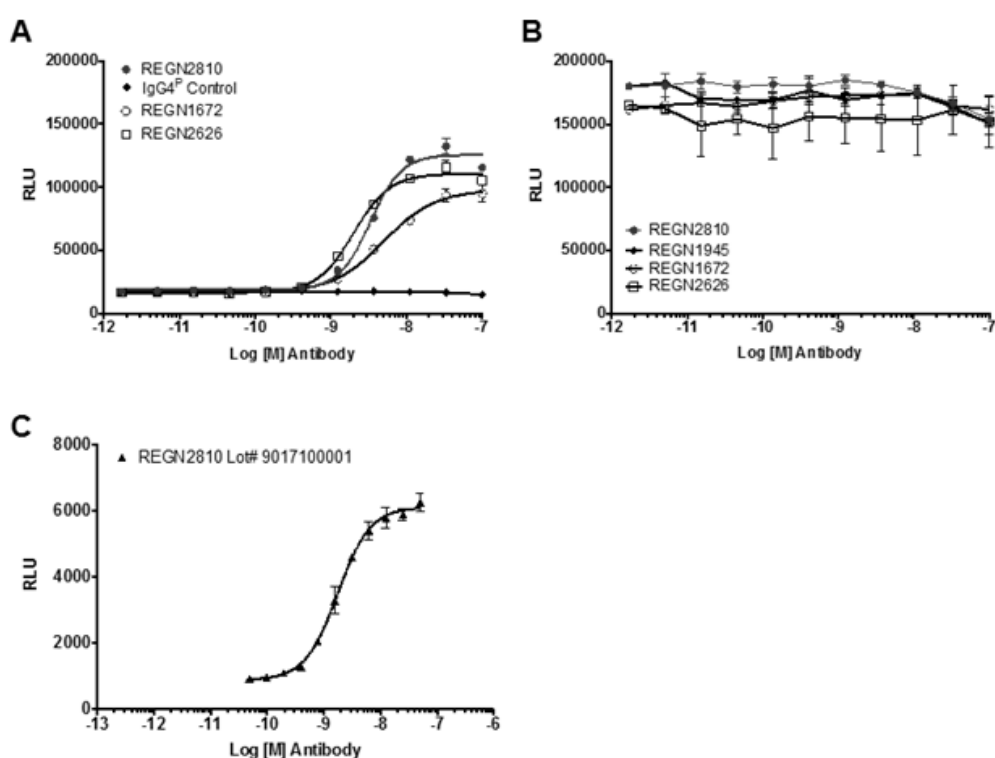 A
200000
150000
100000
50000
0
RLU
REGN2810
IgG4P Control
REGN1672
REGN2626
-12
-11
-10
-9
-8
-7
Log [M] Antibody
B
200000
150000
100000
50000
0
RLU
REGN2810
REGN1945
REGN1672
REGN2626
-12
-11
-10
-9
-8
-7
Log [M] Antibody
C
8000
6000
4000
2000
0
RLU
REGN2810 Lot# 9017100001
-13
-12
-11
-10
-9
-8
-7
-6
Log [M] Antibody